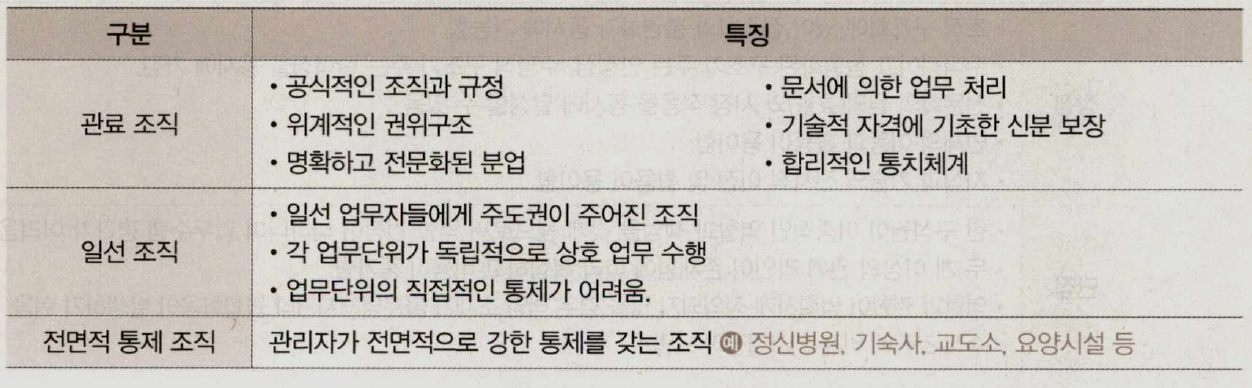 구분 특징
관료 조직
• 공식적인 조직과 규정
• 위계적인 권위구조
• 명확하고 전문화된 분업
• 문서에 의한 업무 처리
• 기술적 자격에 기초한 신분 보장
• 합리적인 통치체계
일선 조직
• 일선 업무자들에게 주도권이 주어진 조직
• 각 업무단위가 독립적으로 상호 업무 수행
• 업무단위의 직접적인 통제가 어려움.
전면적 통제 조직
관리자가 전면적으로 강한 통제를 갖는 조직 예 정신병원, 기숙사, 교도소, 요양시설 등